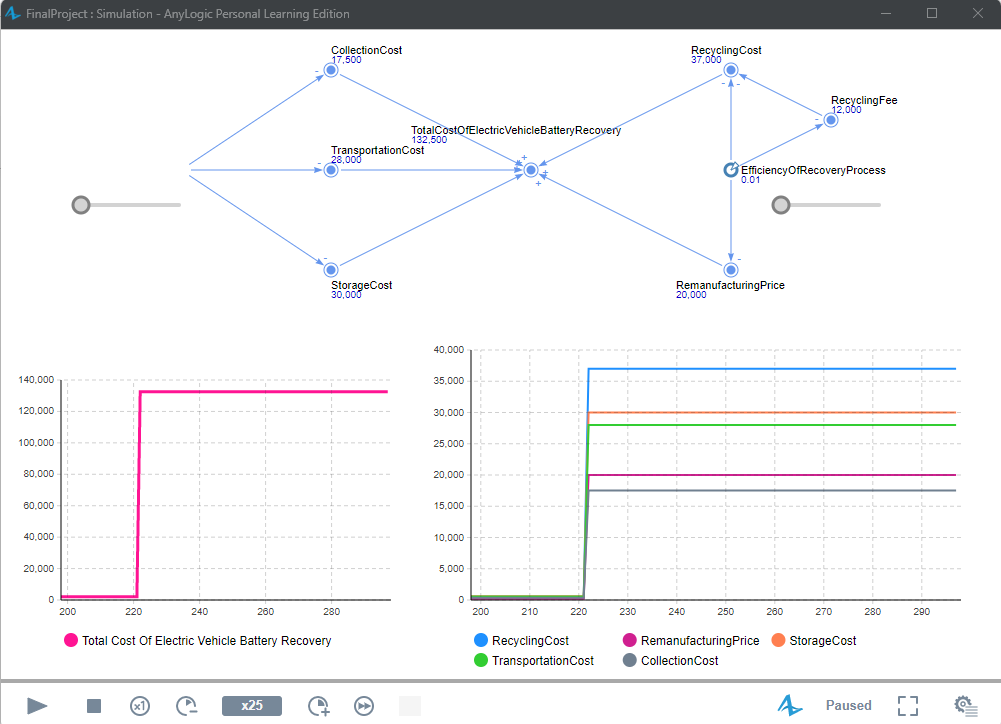 FinalProject : Simulation - AnyLogic Personal Learning Edition
CollectionCost
17,500
RecyclingCost
37,000
RecyclingFee
12,000
TotalCostOfElectricVehicleBatteryRecovery
132,500
TransportationCost
28,000
EfficiencyOfRecoveryProcess
0.01
StorageCost
30,000
RemanufacturingPrice
20,000
140,000
120,000
100,000
80,000
60,000
40,000
20,000
0
200 220 240 260 280
Total Cost Of Electric Vehicle Battery Recovery
40,000
35,000
30,000
25,000
20,000
15,000
10,000
5,000
0
200 210 220 230 240 250 260 270 280 290
RecyclingCost RemanufacturingPrice StorageCost
TransportationCost CollectionCost
x1 x25 Paused